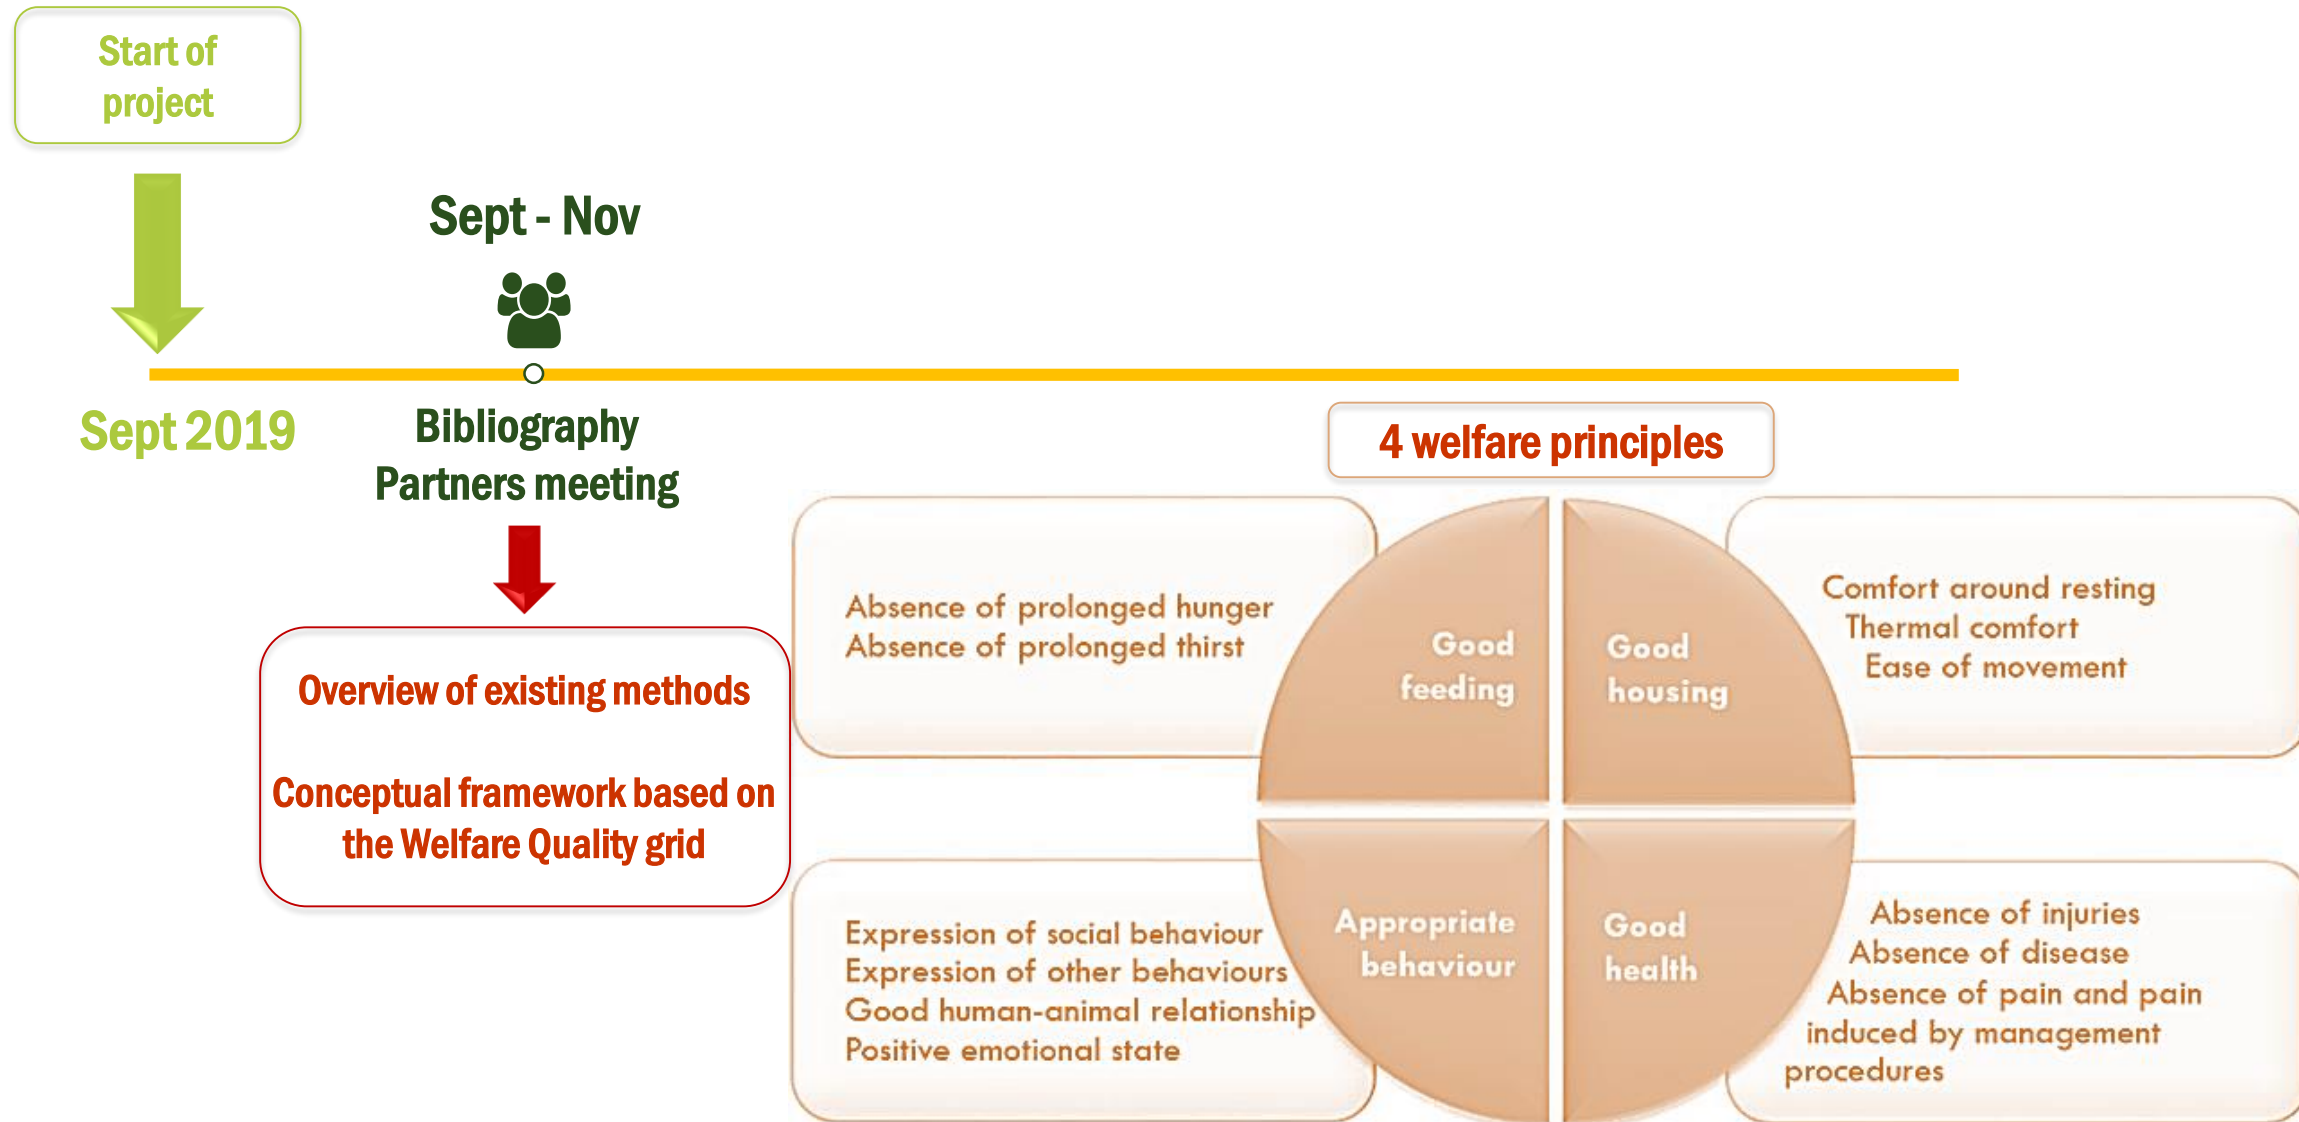 Start of
project
Sept - Nov
Sept 2019
Bibliography
Partners meeting
Overview of existing methods
Conceptual framework based on
the Welfare Quality grid
4 welfare principles
Absence of prolonged hunger
Absence of prolonged thirst
Good
feeding
Good
housing
Comfort around resting
Thermal comfort
Ease of movement
Expression of social behaviour
Expression of other behaviours
Good human-animal relationship
Positive emotional state
Appropriate
behaviour
Good
health
Absence of injuries
Absence of disease
Absence of pain and pain
induced by management
procedures